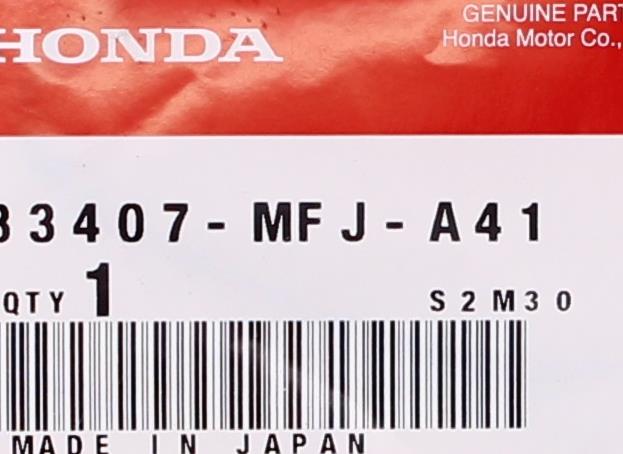 HONDA
GENUINE PART
Honda Motor Co.,
33407-MFJ-A41
QTY 1
S2M30
MADE IN JAPAN